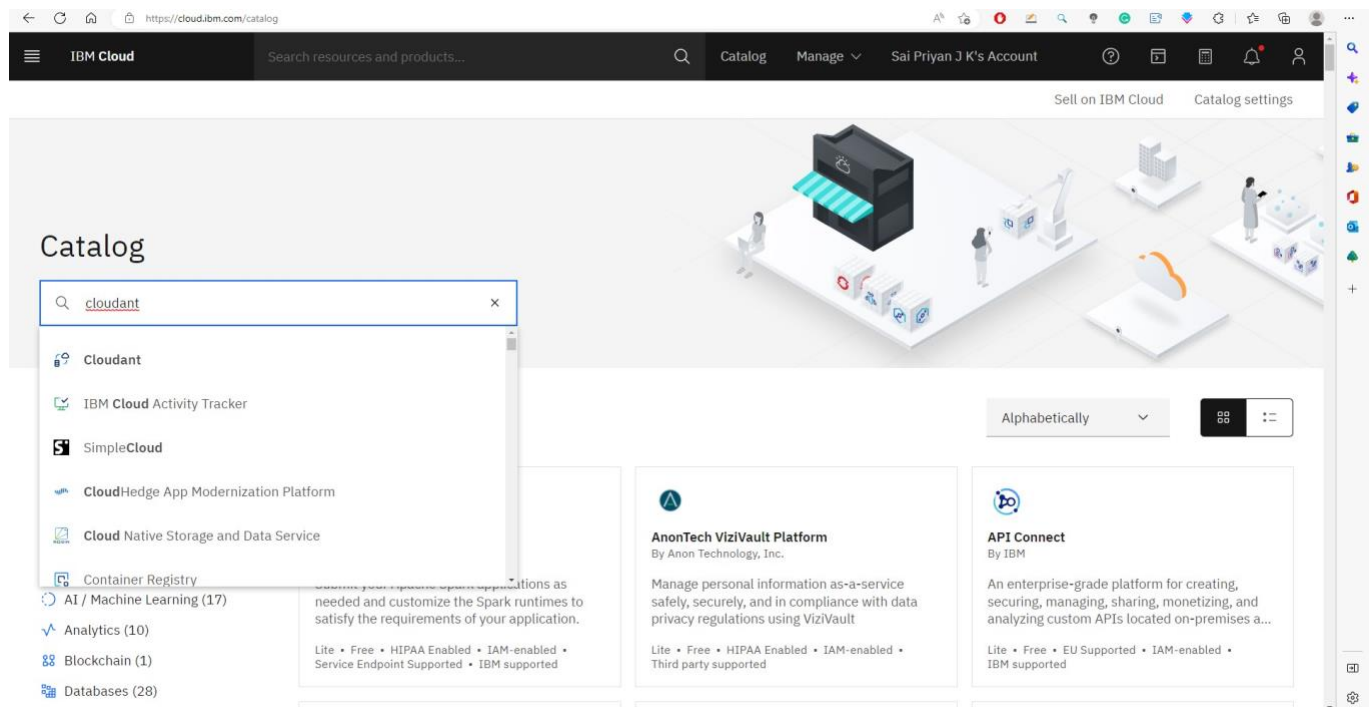 https://cloud.ibm.com/catalog
IBM Cloud
Search resources and products...
Catalog
Manage
Sai Priyan J K's Account
Sell on IBM Cloud
Catalog settings
Catalog
cloudant
Cloudant
IBM Cloud Activity Tracker
SimpleCloud
CloudHedge App Modernization Platform
Cloud Native Storage and Data Service
Container Registry
Alphabetically
AI / Machine Learning (17)
Analytics (10)
Blockchain (1)
Databases (28)
needed and customize the Spark runtimes to
satisfy the requirements of your application.
Lite • Free • HIPAA Enabled • IAM-enabled •
Service Endpoint Supported • IBM supported
AnonTech ViziVault Platform
By Anon Technology, Inc.
Manage personal information as-a-service
safely, securely, and in compliance with data
privacy regulations using ViziVault
Lite • Free • HIPAA Enabled • IAM-enabled •
Third party supported
API Connect
By IBM
An enterprise-grade platform for creating,
securing, managing, sharing, monetizing, and
analyzing custom APIs located on-premises a...
Lite • Free • EU Supported • IAM-enabled •
IBM supported